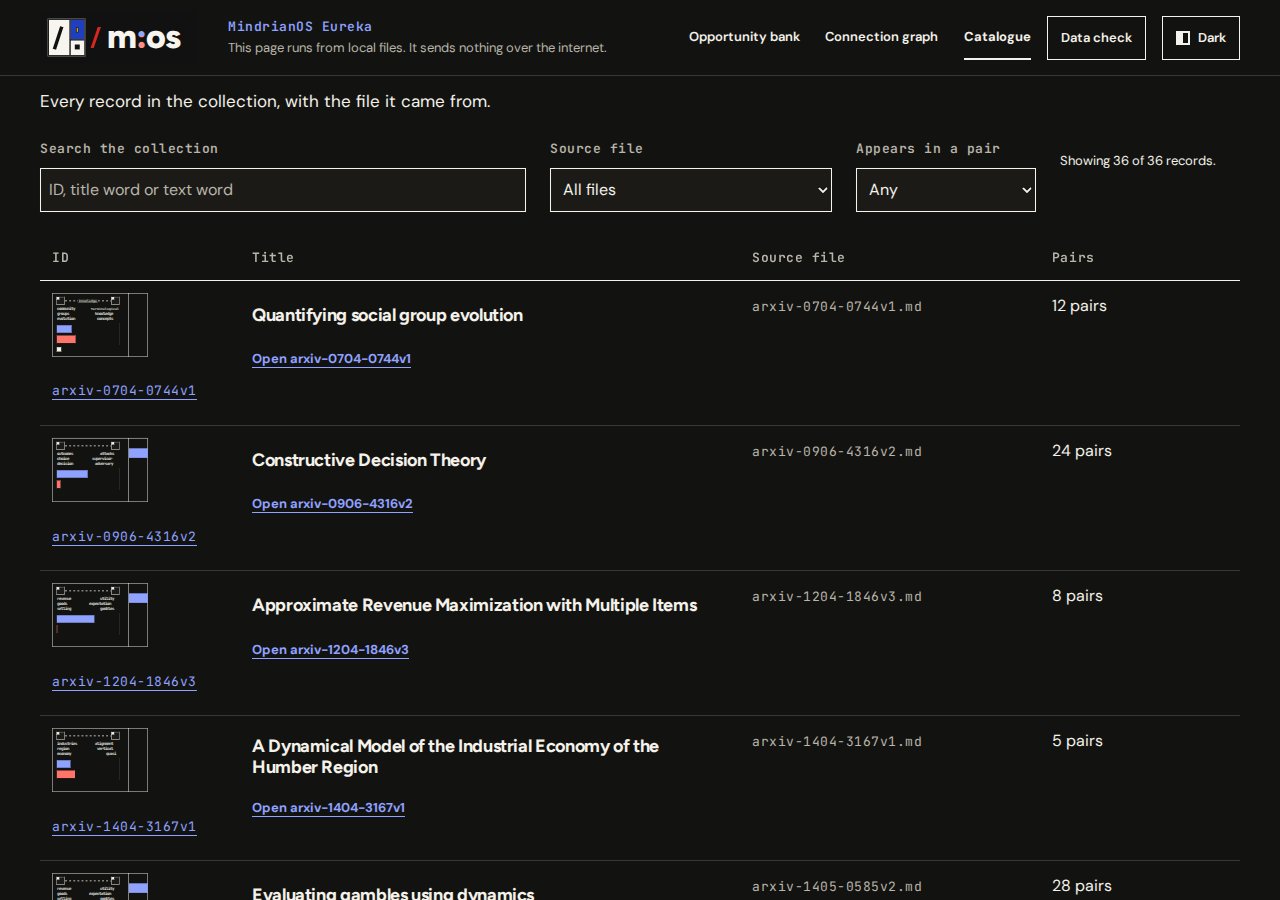 / m:os
MindrianOS Eureka
This page runs from local files. It sends nothing over the internet.
Opportunity bank
Connection graph
Catalogue
Data check
Dark
Every record in the collection, with the file it came from.
Search the collection
Source file
Appears in a pair
ID, title word or text word
All files
Any
Showing 36 of 36 records.
ID
Title
Source file
Pairs
Quantifying social group evolution
arxiv-0704-0744v1.md
12 pairs
Open arxiv-0704-0744v1
arxiv-0704-0744v1
Constructive Decision Theory
arxiv-0906-4316v2.md
24 pairs
Open arxiv-0906-4316v2
arxiv-0906-4316v2
Approximate Revenue Maximization with Multiple Items
arxiv-1204-1846v3.md
8 pairs
Open arxiv-1204-1846v3
arxiv-1204-1846v3
A Dynamical Model of the Industrial Economy of the
Humber Region
arxiv-1404-3167v1.md
5 pairs
Open arxiv-1404-3167v1
arxiv-1404-3167v1
Evaluating gambles using dynamics
arxiv-1405-0585v2.md
28 pairs